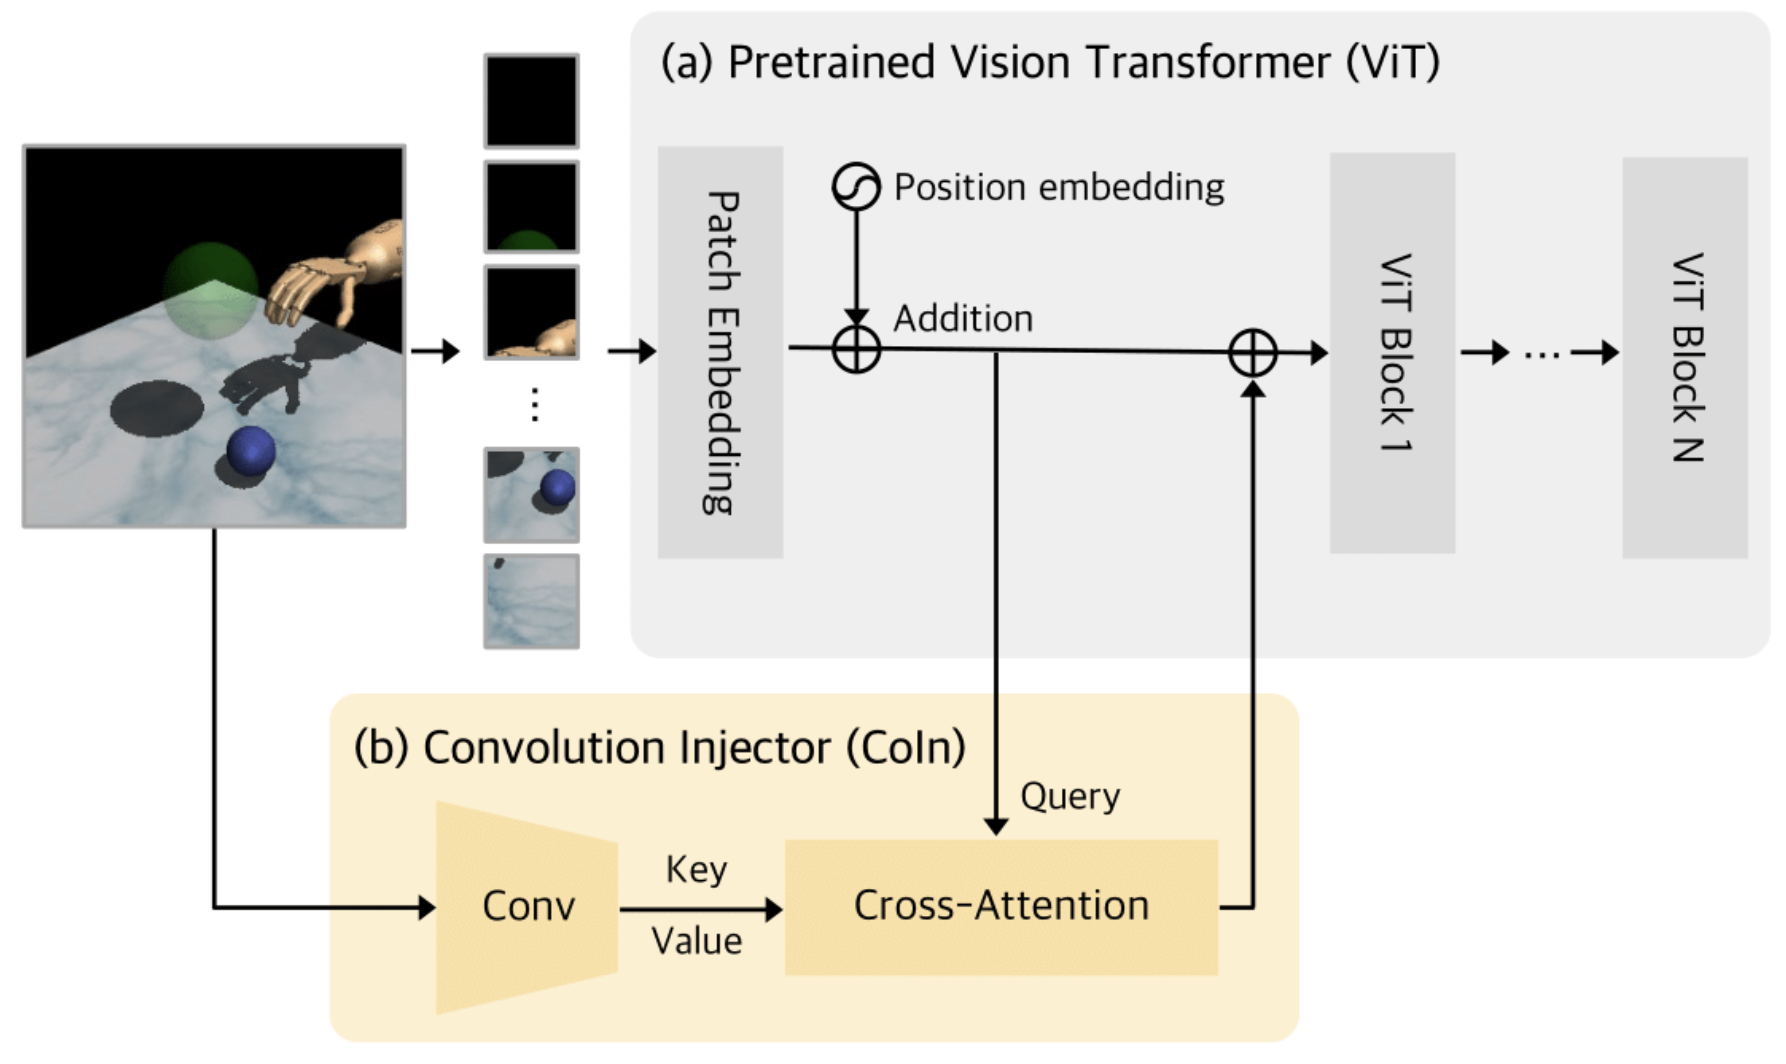 (a) Pretrained Vision Transformer (ViT)
Patch Embedding
Position embedding
Addition
ViT Block 1
...
ViT Block N
(b) Convolution Injector (CoIn)
Query
Conv
Key
Value
Cross-Attention